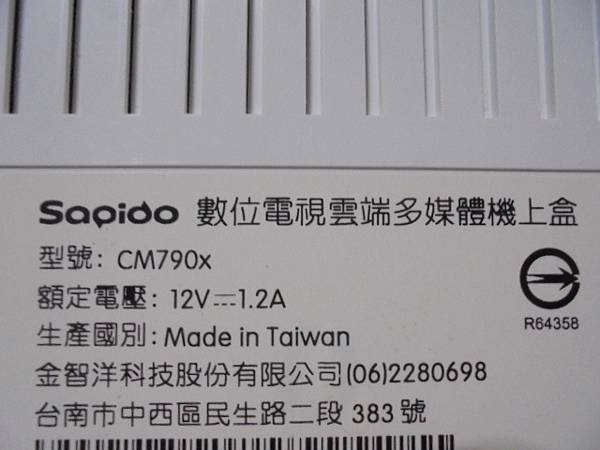 Sapido 數位電視雲端多媒體機上盒
型號: CM790x
額定電壓: 12V⎓1.2A
生產國別: Made in Taiwan
金智洋科技股份有限公司(06)2280698
台南市中西區民生路二段 383 號
R64358